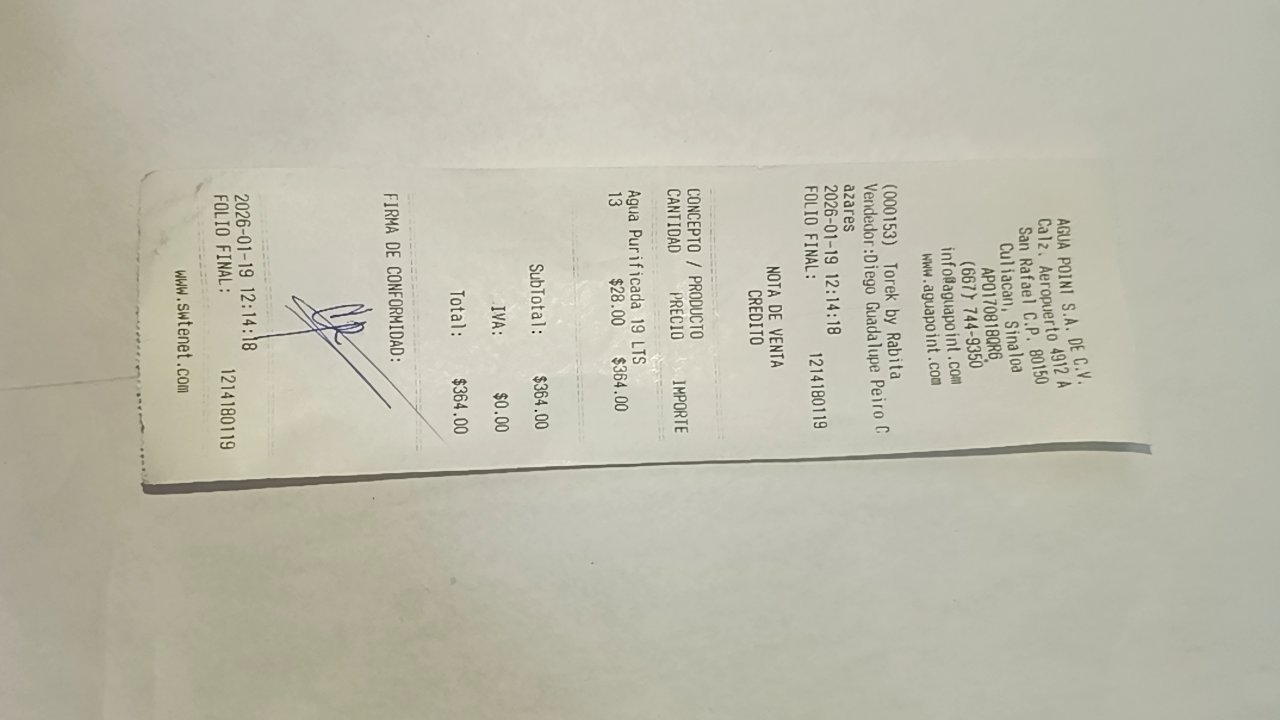 AGUA POINT S.A. DE C.V.
Calz. Aeropuerto 4912 A
San Rafael C.P. 80150
Culiacan, Sinaloa
APO170818QR6
(667) 744-9350
info@aguapoint.com
www.aguapoint.com
(000153) Torek by Rabita
Vendedor:Diego Guadalupe Peiro C
azares
2026-01-19 12:14:18
FOLIO FINAL: 1214180119
NOTA DE VENTA
CREDITO
CONCEPTO / PRODUCTO
CANTIDAD PRECIO IMPORTE
Agua Purificada 19 LTS
13 $28.00 $364.00
SubTotal: $364.00
IVA: $0.00
Total: $364.00
FIRMA DE CONFORMIDAD:
2026-01-19 12:14:18
FOLIO FINAL: 1214180119
www.swtenet.com